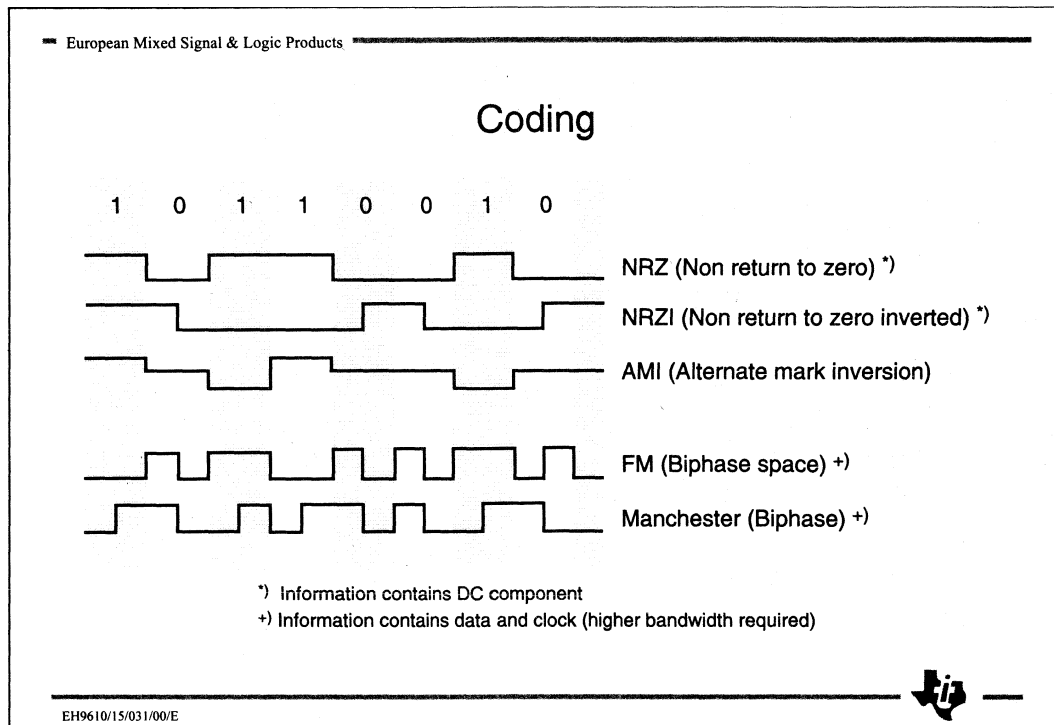 European Mixed Signal & Logic Products
Coding
1 0 1 1 0 0 1 0
NRZ (Non return to zero) *)
NRZI (Non return to zero inverted) *)
AMI (Alternate mark inversion)
FM (Biphase space) +)
Manchester (Biphase) +)
*) Information contains DC component
+) Information contains data and clock (higher bandwidth required)
ti
EH9610/15/031/00/E